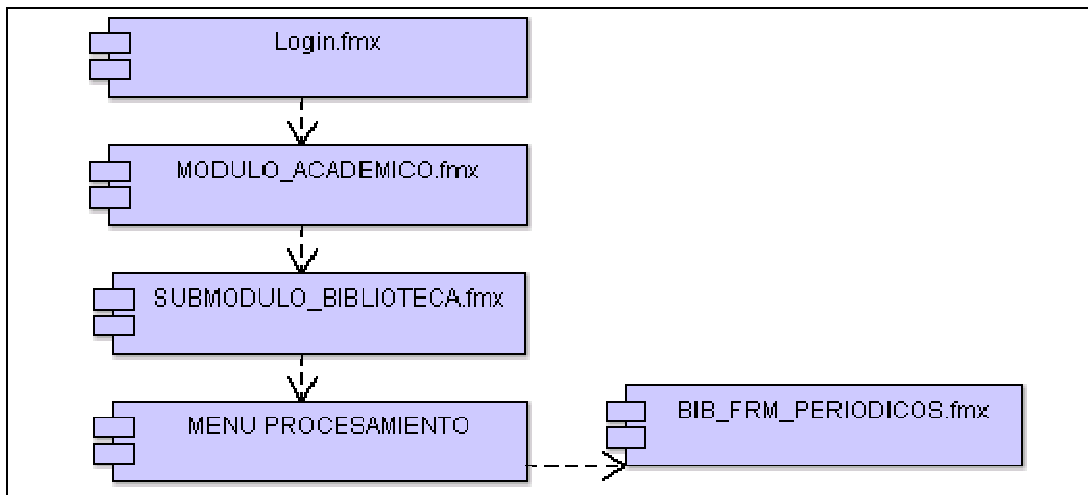 Login.fmx
MODULO_ACADEMICO.fmx
SUBMODULO_BIBLIOTECA.fmx
MENU PROCESAMIENTO
BIB_FRM_PERIODICOS.fmx